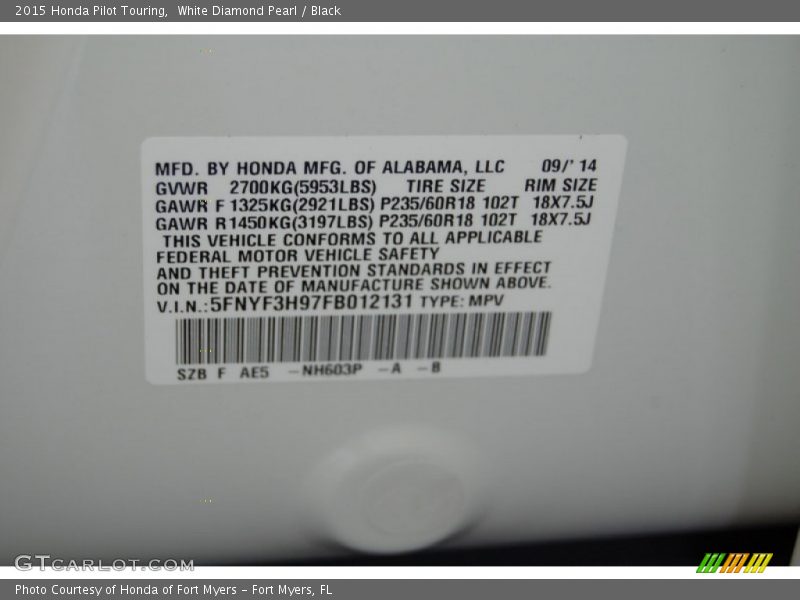 2015 Honda Pilot Touring, White Diamond Pearl / Black
MFD. BY HONDA MFG. OF ALABAMA, LLC 09/'14
GVWR 2700KG(5953LBS) TIRE SIZE RIM SIZE
GAWR F 1325KG(2921LBS) P235/60R18 102T 18X7.5J
GAWR R1450KG(3197LBS) P235/60R18 102T 18X7.5J
THIS VEHICLE CONFORMS TO ALL APPLICABLE
FEDERAL MOTOR VEHICLE SAFETY
AND THEFT PREVENTION STANDARDS IN EFFECT
ON THE DATE OF MANUFACTURE SHOWN ABOVE.
V.I.N.:5FNYF3H97FB012131 TYPE: MPV
SZB F AE5 -NH603P -A -B
GTCARLOT.COM
Photo Courtesy of Honda of Fort Myers - Fort Myers, FL